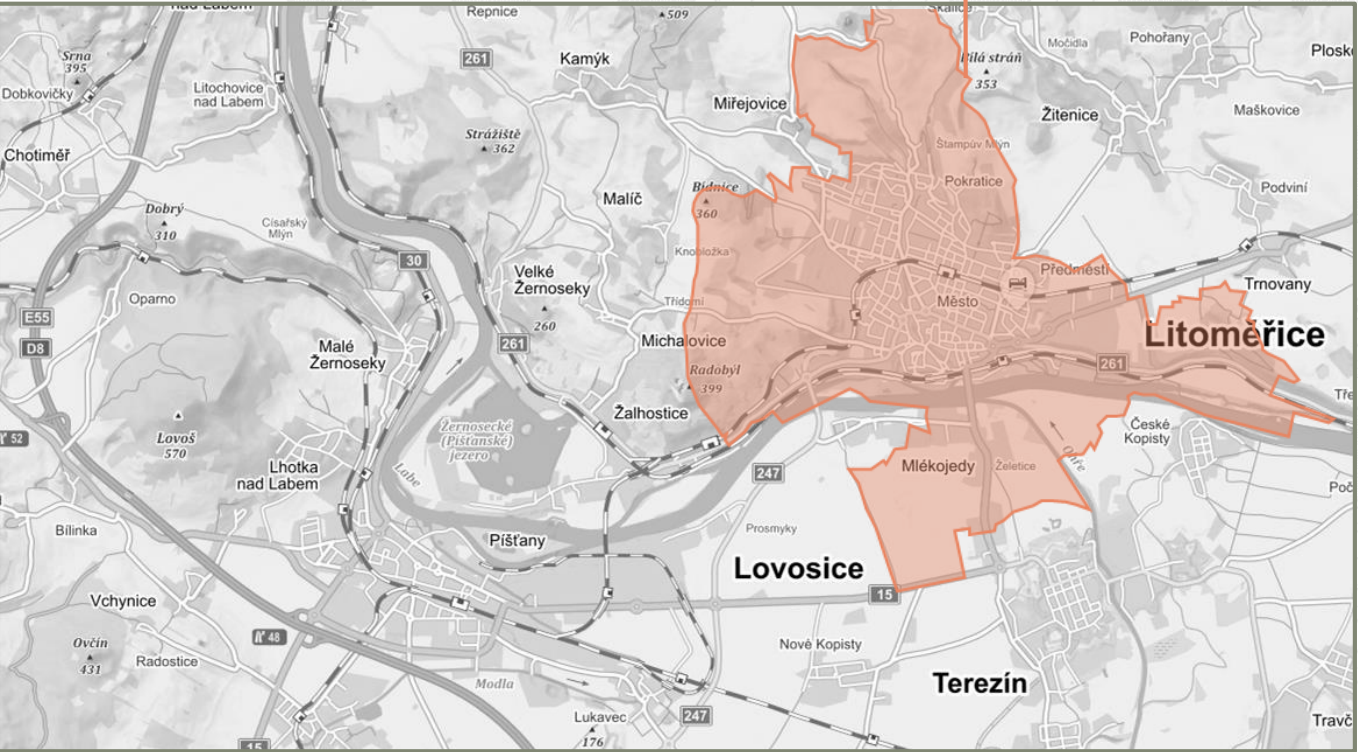 nad Labem
Repnice
509
Skalice
Srna
395
Dobkovičky
Litochovice
nad Labem
261
Kamýk
Močidla
Pohořany
Bílá stráň
353
Miřejovice
Žitenice
Maškovice
Chotiměř
Strážiště
362
Štampův Mlýn
Pokratice
Podviní
Bídnice
360
Malíč
Dobrý
310
Císařský
Mlýn
Knobložka
30
Velké
Žernoseky
260
Předměstí
Trnovany
Oparno
Třídomí
Město
E55
D8
Malé
Žernoseky
261
Michalovice
Litoměřice
Radobýl
399
261
Žalhostice
Žernosecké
(Píšťanské)
jezero
České
Kopisty
52
Lovoš
570
Lhotka
nad Labem
Labe
247
Mlékojedy
Želetice
Ohře
Bílinka
Píšťany
Prosmyky
Lovosice
15
Vchynice
48
Ovčín
431
Radostice
Nové Kopisty
Modla
Terezín
Lukavec
176
247
15